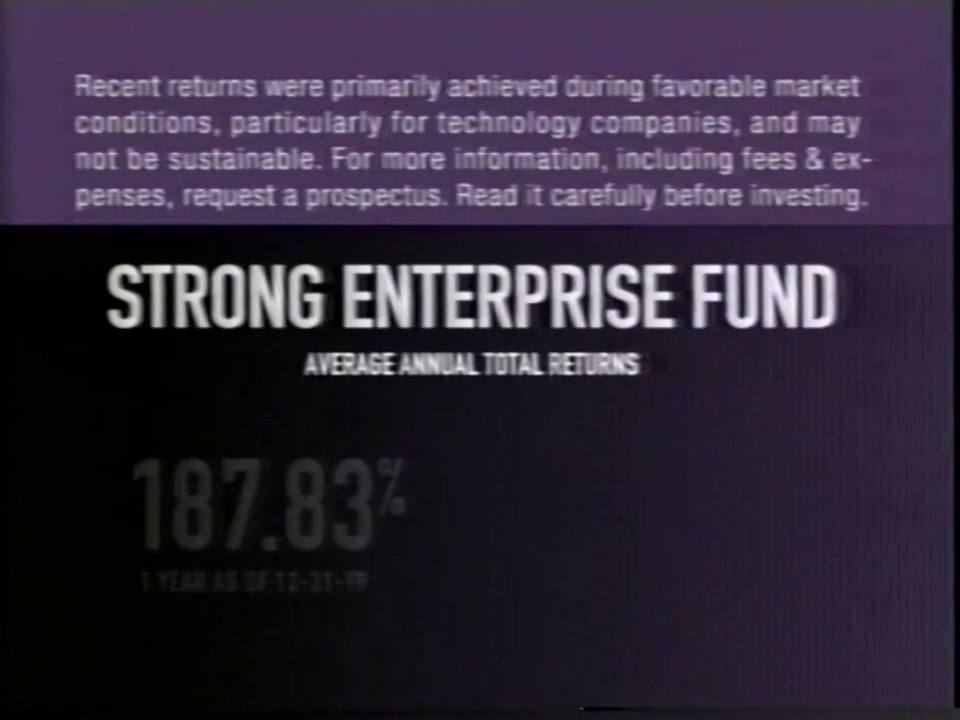 Recent returns were primarily achieved during favorable market
conditions, particularly for technology companies, and may
not be sustainable. For more information, including fees & ex-
penses, request a prospectus. Read it carefully before investing.
STRONG ENTERPRISE FUND
AVERAGE ANNUAL TOTAL RETURNS
187.83%
1 YEAR AS OF 12-31-99